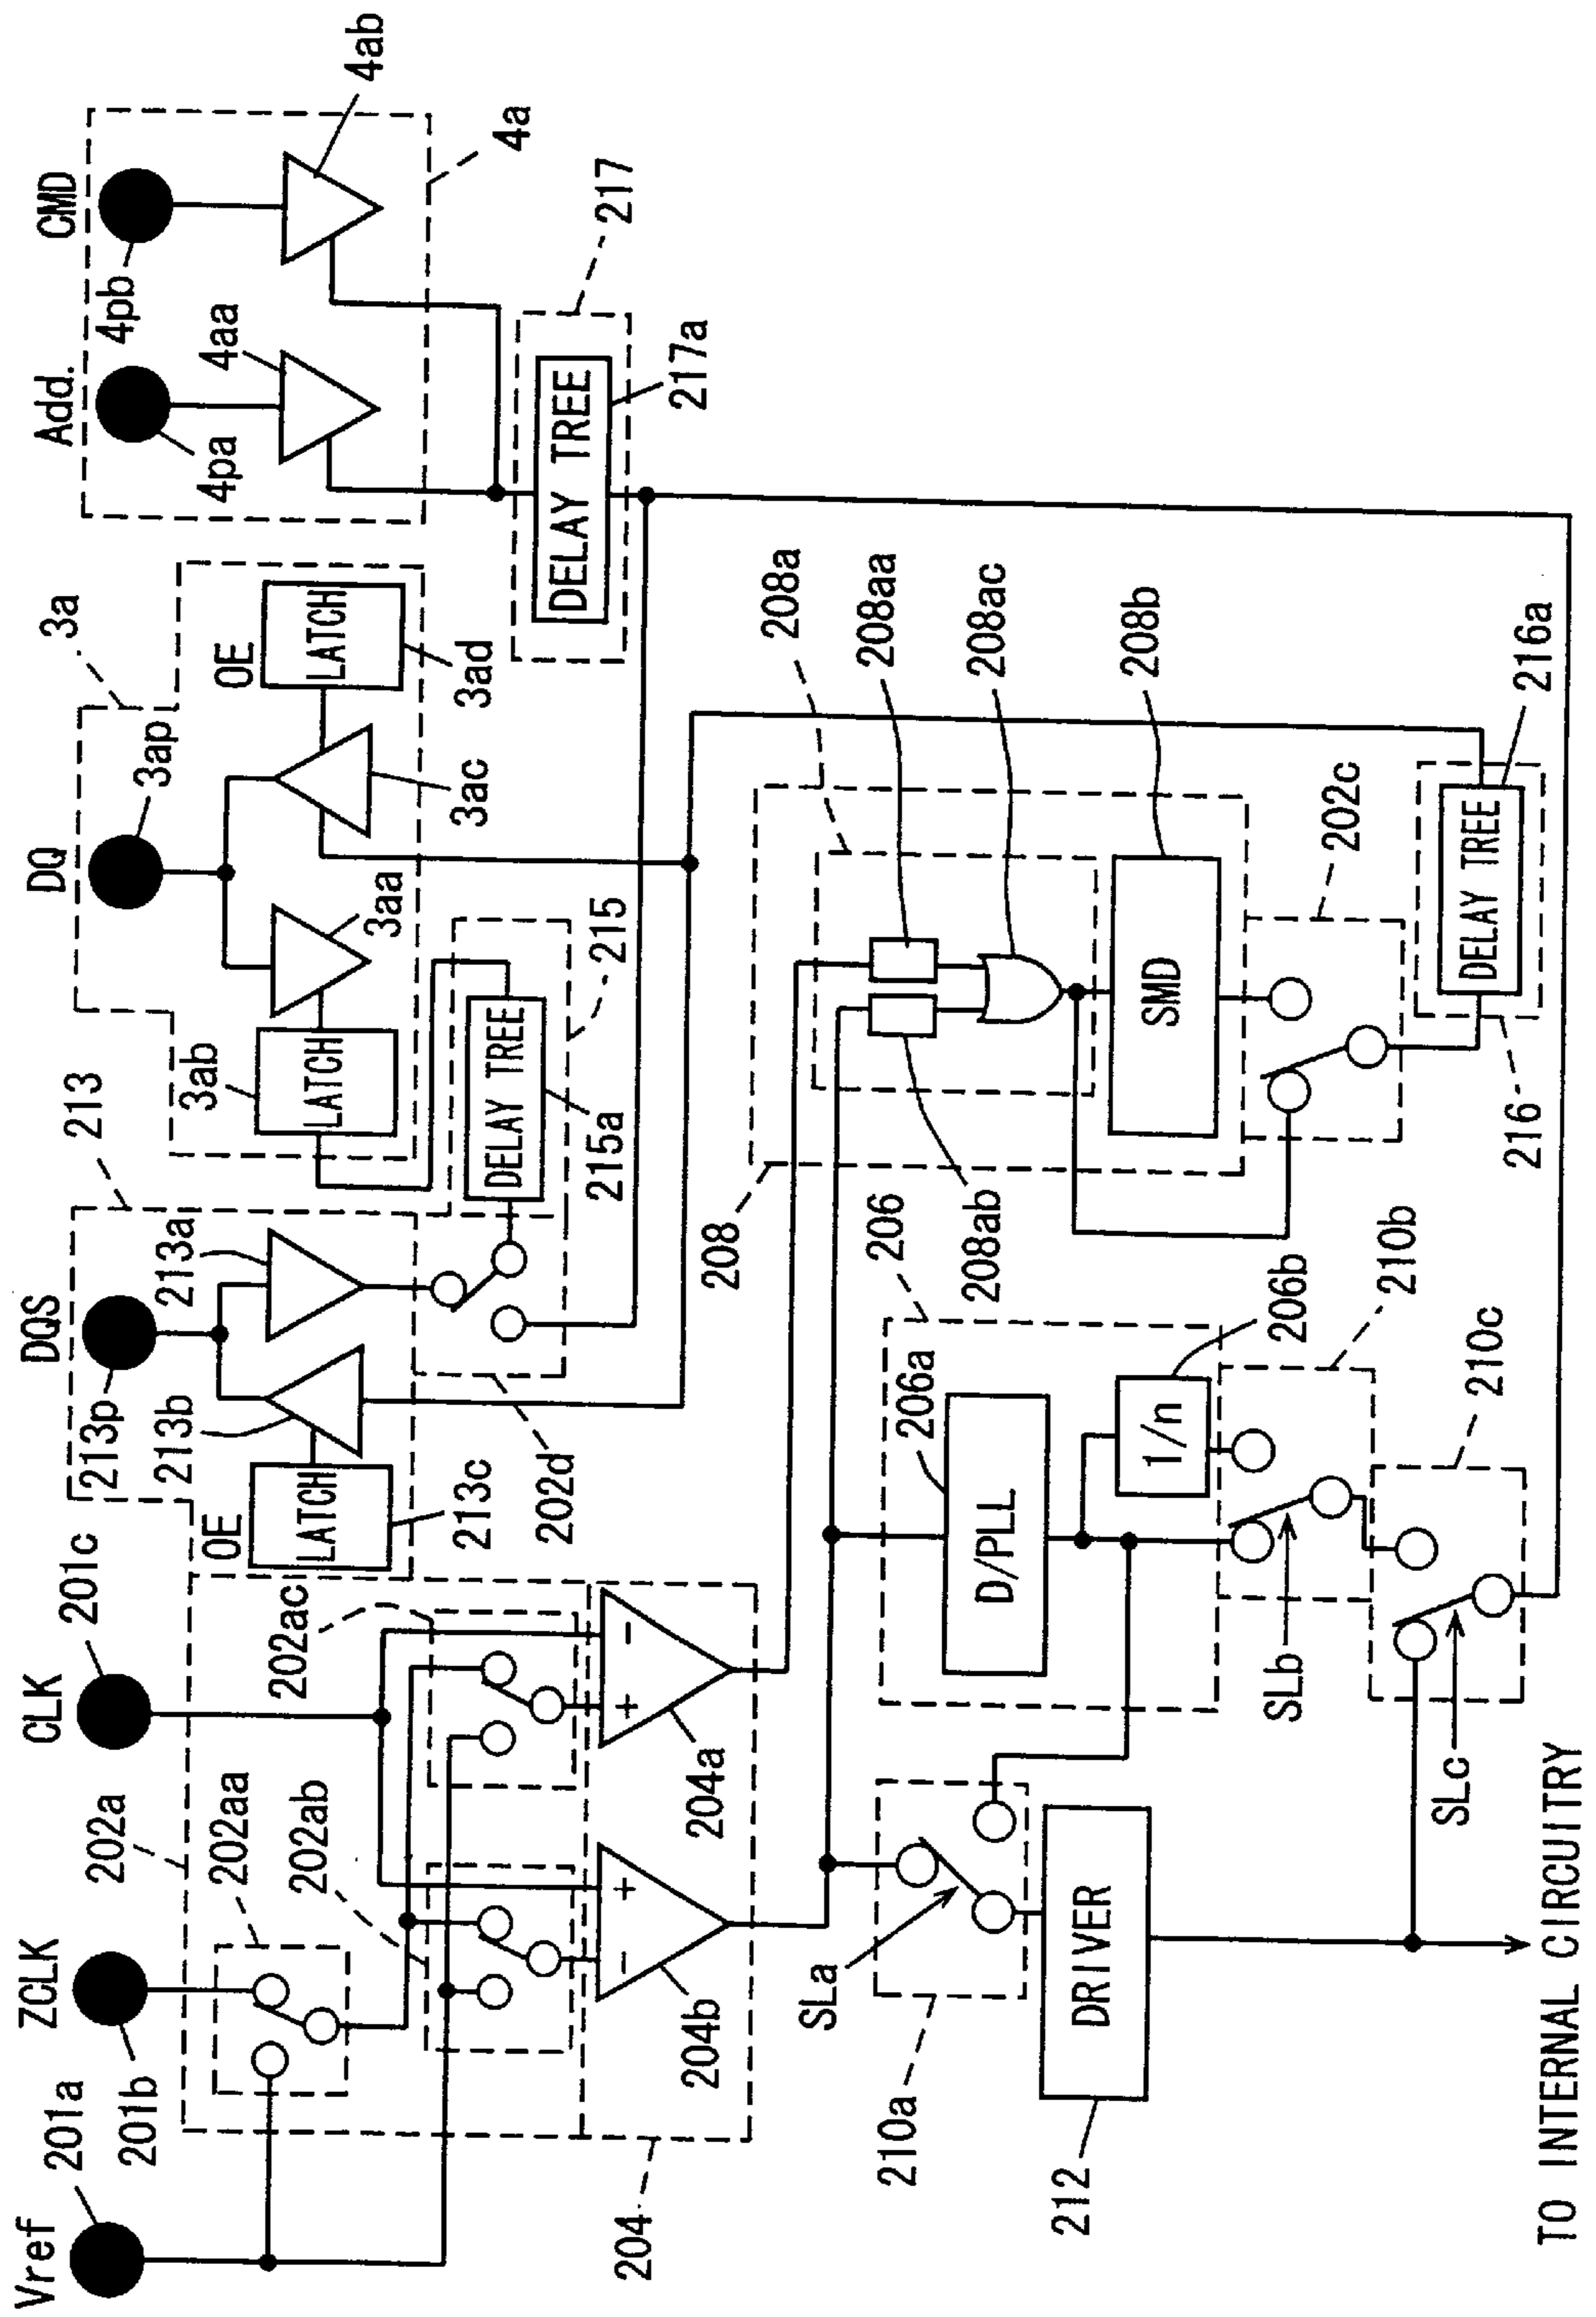 Vref
201a
ZCLK
201b
CLK
201c
DQS
213p
213
DQ
3ap
3a
Add.
4pa
CMD
4pb
202a
202aa
202ab
202ac
OE
213b
213a
LATCH
213c
3ab
LATCH
3aa
3ac
OE
LATCH
3ad
4aa
4ab
4a
202d
DELAY TREE
215a
215
DELAY TREE
217a
217
+
-
+
-
204b
204a
204
208
208a
208aa
208ab
208ac
SMD
208b
202c
DELAY TREE
216a
216
206
206a
D/PLL
1/n
206b
210b
SLb
210c
SLc
SLa
210a
DRIVER
212
TO INTERNAL CIRCUITRY